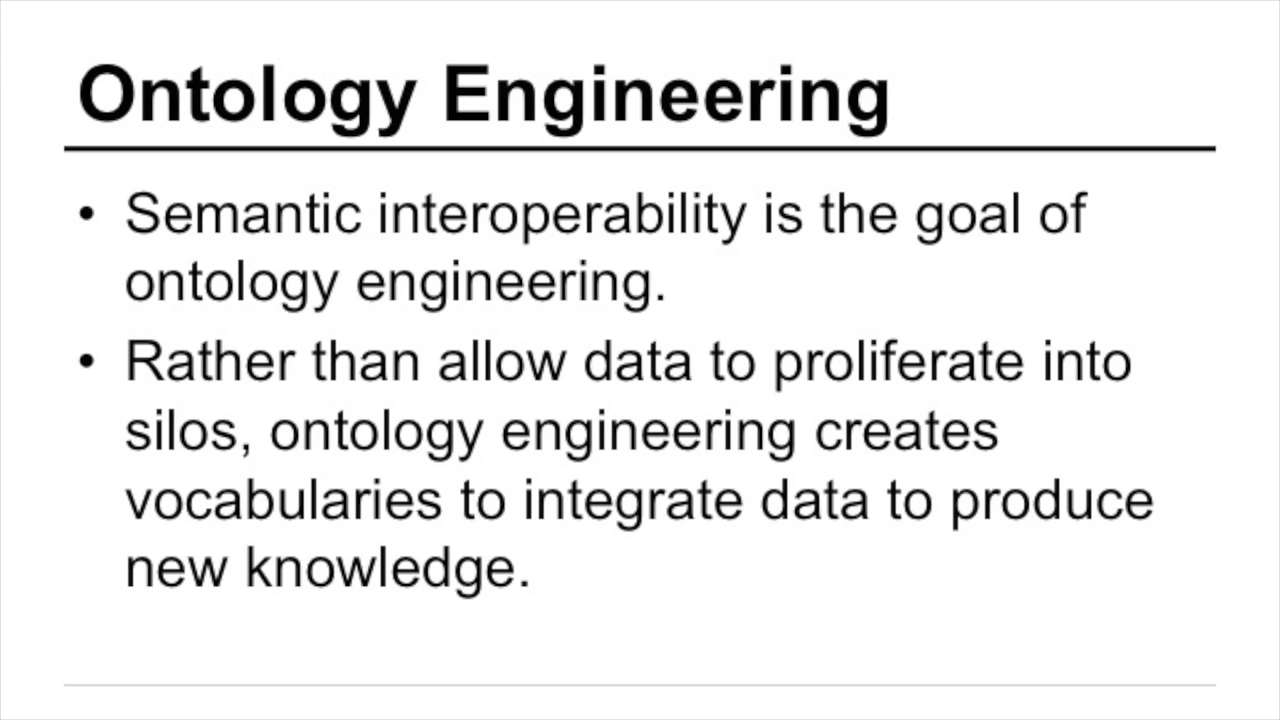 Ontology Engineering
• Semantic interoperability is the goal of
ontology engineering.
• Rather than allow data to proliferate into
silos, ontology engineering creates
vocabularies to integrate data to produce
new knowledge.